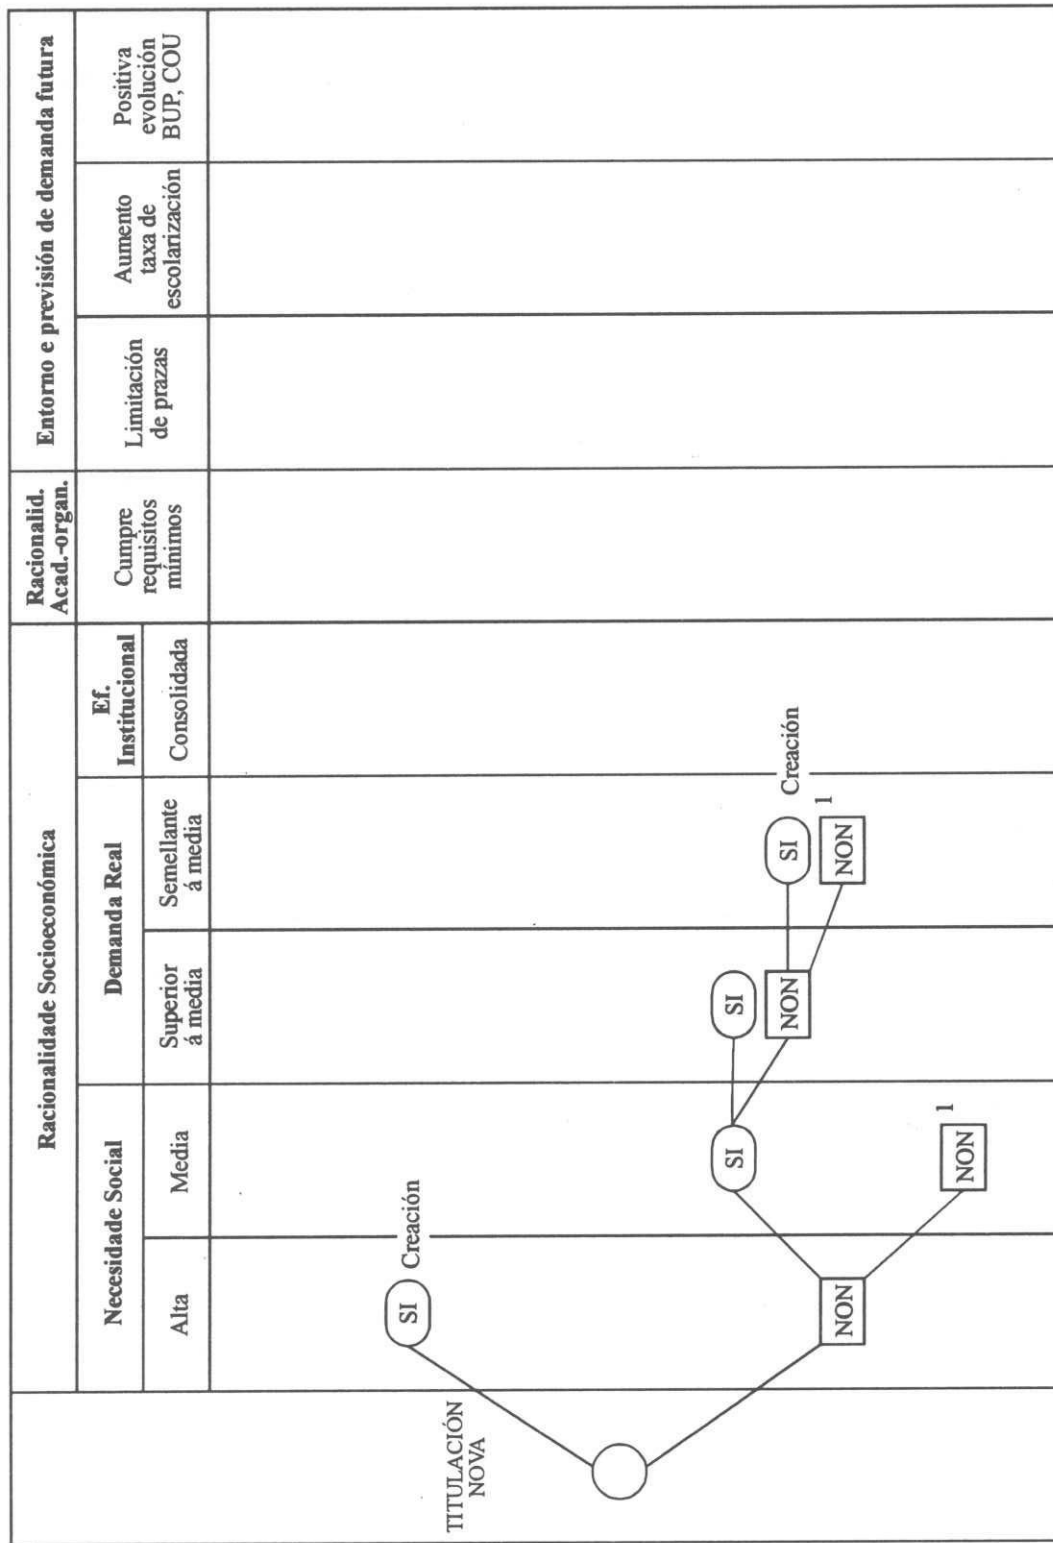 Racionalidade Socioeconómica
Racionalid.
Acad.-organ.
Entorno e previsión de demanda futura
Necesidade Social
Demanda Real
Ef.
Institucional
Cumpre
requisitos
mínimos
Limitación
de prazas
Aumento
taxa de
escolarización
Positiva
evolución
BUP, COU
Alta
Media
Superior
á media
Semellante
á media
Consolidada
TITULACIÓN
NOVA
SI
Creación
NON
SI
NON
1
SI
NON
SI
Creación
NON
1